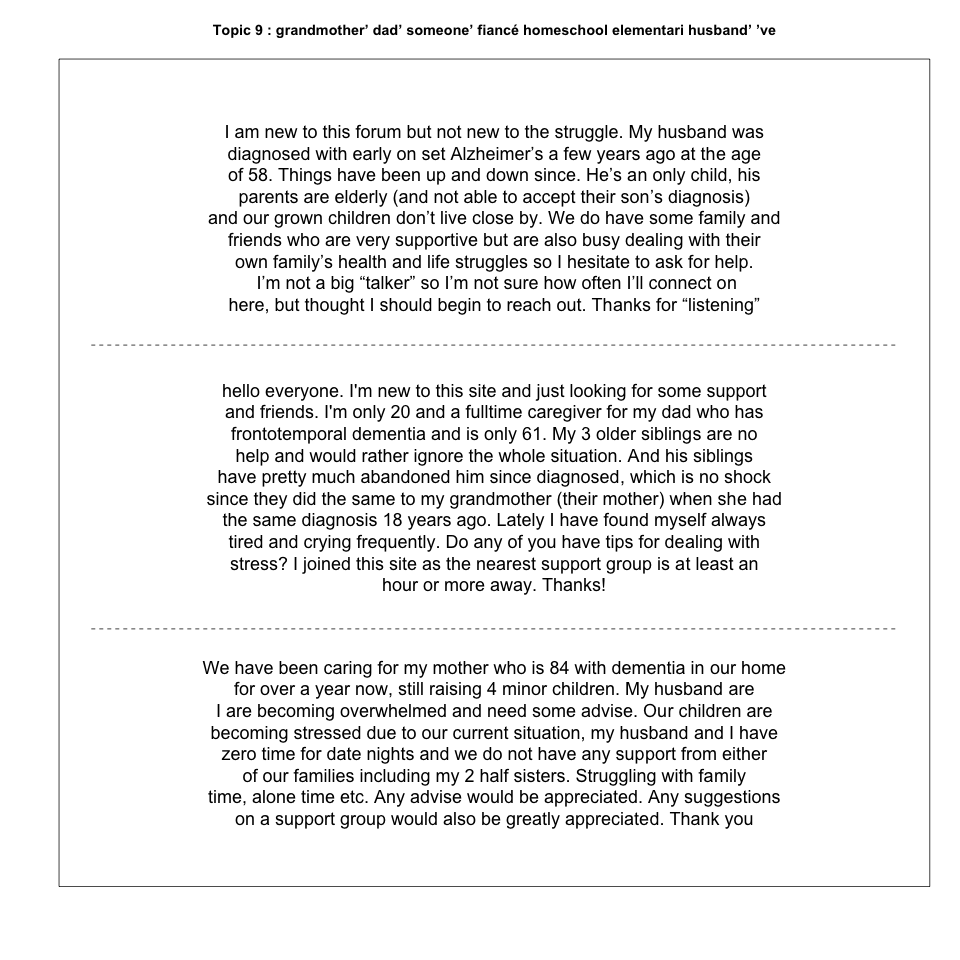 Topic 9 : grandmother’ dad’ someone’ fiancé homeschool elementari husband’ ’ve
I am new to this forum but not new to the struggle. My husband was
diagnosed with early on set Alzheimer’s a few years ago at the age
of 58. Things have been up and down since. He’s an only child, his
parents are elderly (and not able to accept their son’s diagnosis)
and our grown children don’t live close by. We do have some family and
friends who are very supportive but are also busy dealing with their
own family’s health and life struggles so I hesitate to ask for help.
I’m not a big “talker” so I’m not sure how often I’ll connect on
here, but thought I should begin to reach out. Thanks for “listening”
hello everyone. I'm new to this site and just looking for some support
and friends. I'm only 20 and a fulltime caregiver for my dad who has
frontotemporal dementia and is only 61. My 3 older siblings are no
help and would rather ignore the whole situation. And his siblings
have pretty much abandoned him since diagnosed, which is no shock
since they did the same to my grandmother (their mother) when she had
the same diagnosis 18 years ago. Lately I have found myself always
tired and crying frequently. Do any of you have tips for dealing with
stress? I joined this site as the nearest support group is at least an
hour or more away. Thanks!
We have been caring for my mother who is 84 with dementia in our home
for over a year now, still raising 4 minor children. My husband are
I are becoming overwhelmed and need some advise. Our children are
becoming stressed due to our current situation, my husband and I have
zero time for date nights and we do not have any support from either
of our families including my 2 half sisters. Struggling with family
time, alone time etc. Any advise would be appreciated. Any suggestions
on a support group would also be greatly appreciated. Thank you